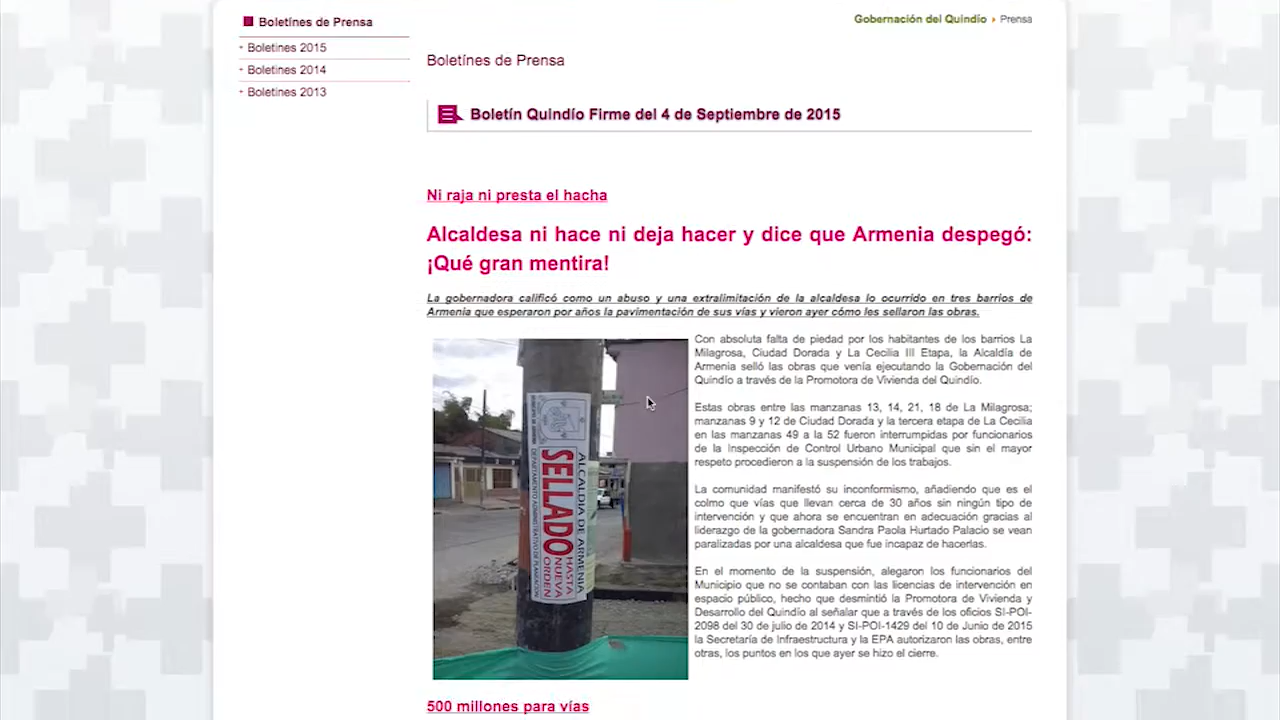 Boletínes de Prensa
Boletines 2015
Boletines 2014
Boletines 2013
Gobernación del Quindío Prensa
Boletínes de Prensa
Boletín Quindío Firme del 4 de Septiembre de 2015
Ni raja ni presta el hacha
Alcaldesa ni hace ni deja hacer y dice que Armenia despegó:
¡Qué gran mentira!
La gobernadora calificó como un abuso y una extralimitación de la alcaldesa lo ocurrido en tres barrios de
Armenia que esperaron por años la pavimentación de sus vías y vieron ayer cómo les sellaron las obras.
Con absoluta falta de piedad por los habitantes de los barrios La
Milagrosa, Ciudad Dorada y La Cecilia III Etapa, la Alcaldía de
Armenia selló las obras que venía ejecutando la Gobernación del
Quindío a través de la Promotora de Vivienda del Quindío.
Estas obras entre las manzanas 13, 14, 21, 18 de La Milagrosa;
manzanas 9 y 12 de Ciudad Dorada y la tercera etapa de La Cecilia
en las manzanas 49 a la 52 fueron interrumpidas por funcionarios
de la Inspección de Control Urbano Municipal que sin el mayor
respeto procedieron a la suspensión de los trabajos.
La comunidad manifestó su inconformismo, añadiendo que es el
colmo que vías que llevan cerca de 30 años sin ningún tipo de
intervención y que ahora se encuentran en adecuación gracias al
liderazgo de la gobernadora Sandra Paola Hurtado Palacio se vean
paralizadas por una alcaldesa que fue incapaz de hacerlas.
En el momento de la suspensión, alegaron los funcionarios del
Municipio que no se contaban con las licencias de intervención en
espacio público, hecho que desmintió la Promotora de Vivienda y
Desarrollo del Quindío al señalar que a través de los oficios SI-POI-
2098 del 30 de julio de 2014 y SI-POI-1429 del 10 de Junio de 2015
la Secretaría de Infraestructura y la EPA autorizaron las obras, entre
otras, los puntos en los que ayer se hizo el cierre.
ALCALDIA DE ARMENIA
SELLADO
HASTA
NUEVA
ORDEN
DEPARTAMENTO ADMINISTRATIVO DE PLANEACION
500 millones para vías